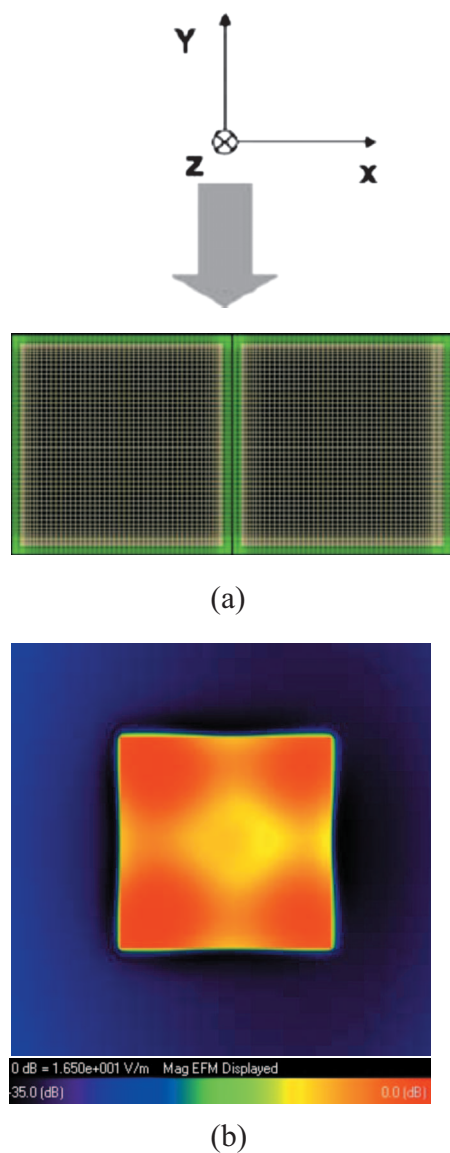 Y
Z
X
(a)
0 dB = 1.650e+001 V/m Mag EFM Displayed
-35.0 (dB) 0.0 (dB)
(b)